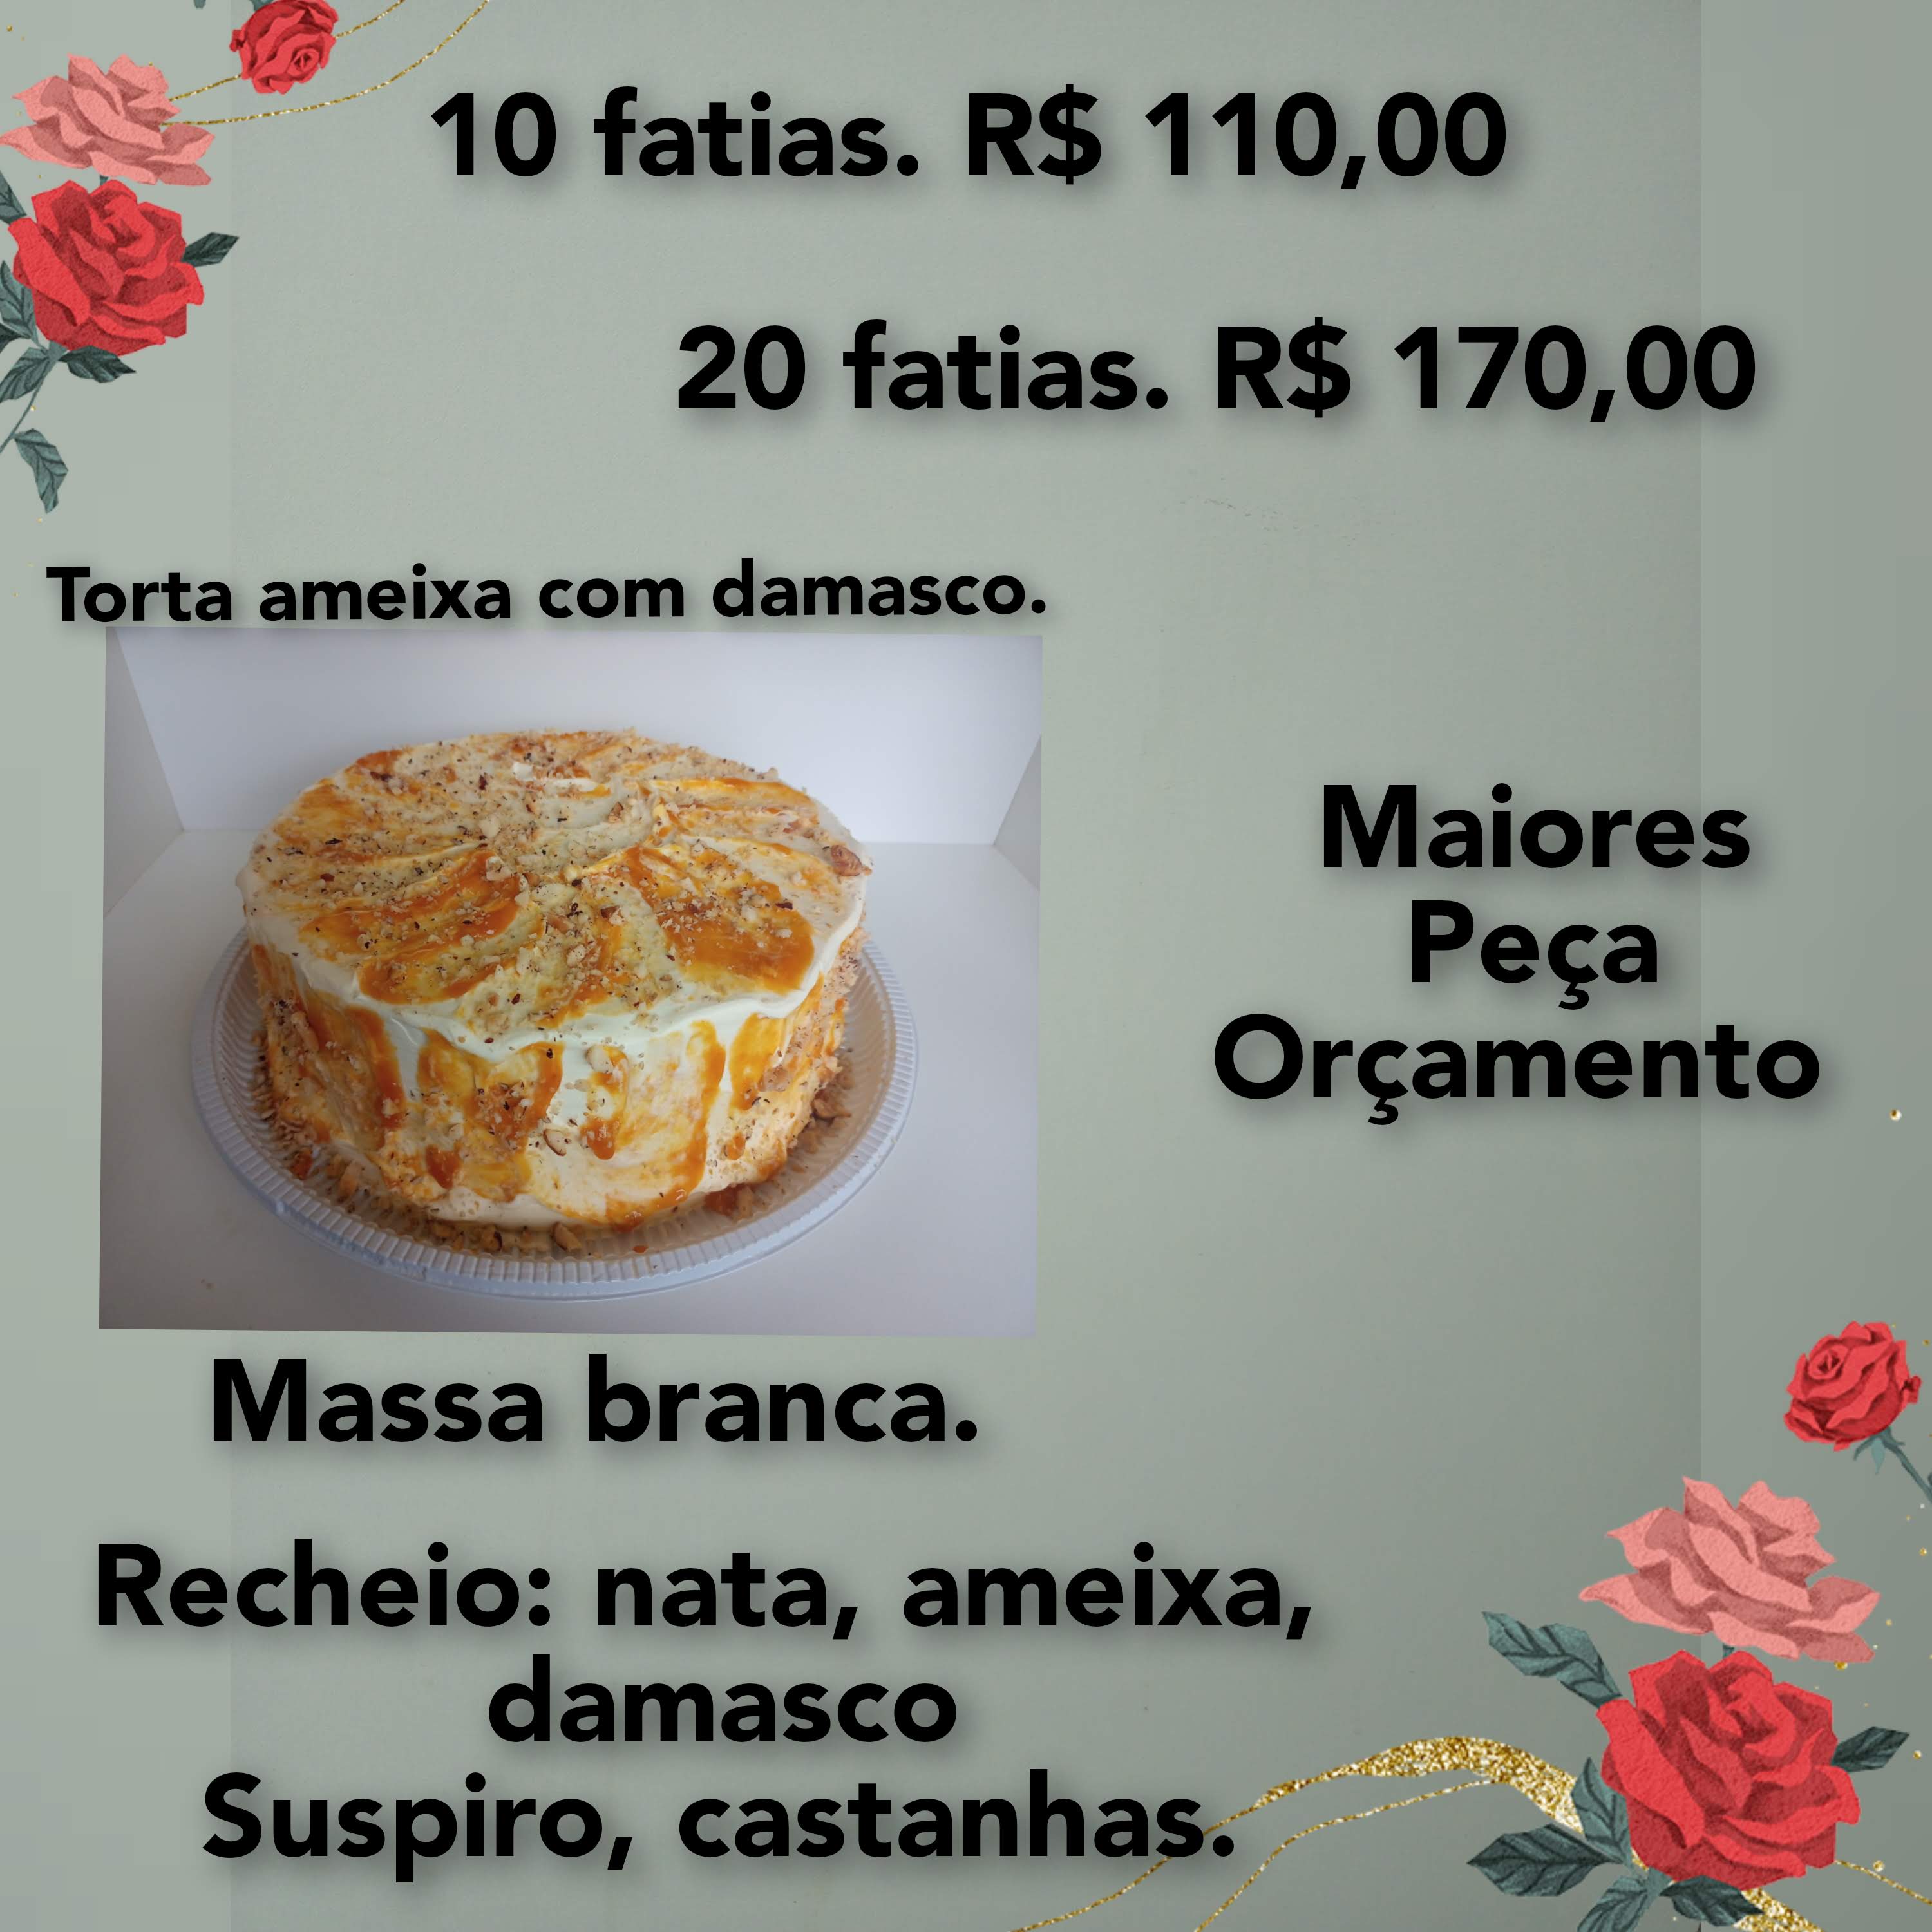 10 fatias. R$ 110,00
20 fatias. R$ 170,00
Torta ameixa com damasco.
Maiores
Peça
Orçamento
Massa branca.
Recheio: nata, ameixa,
damasco
Suspiro, castanhas.